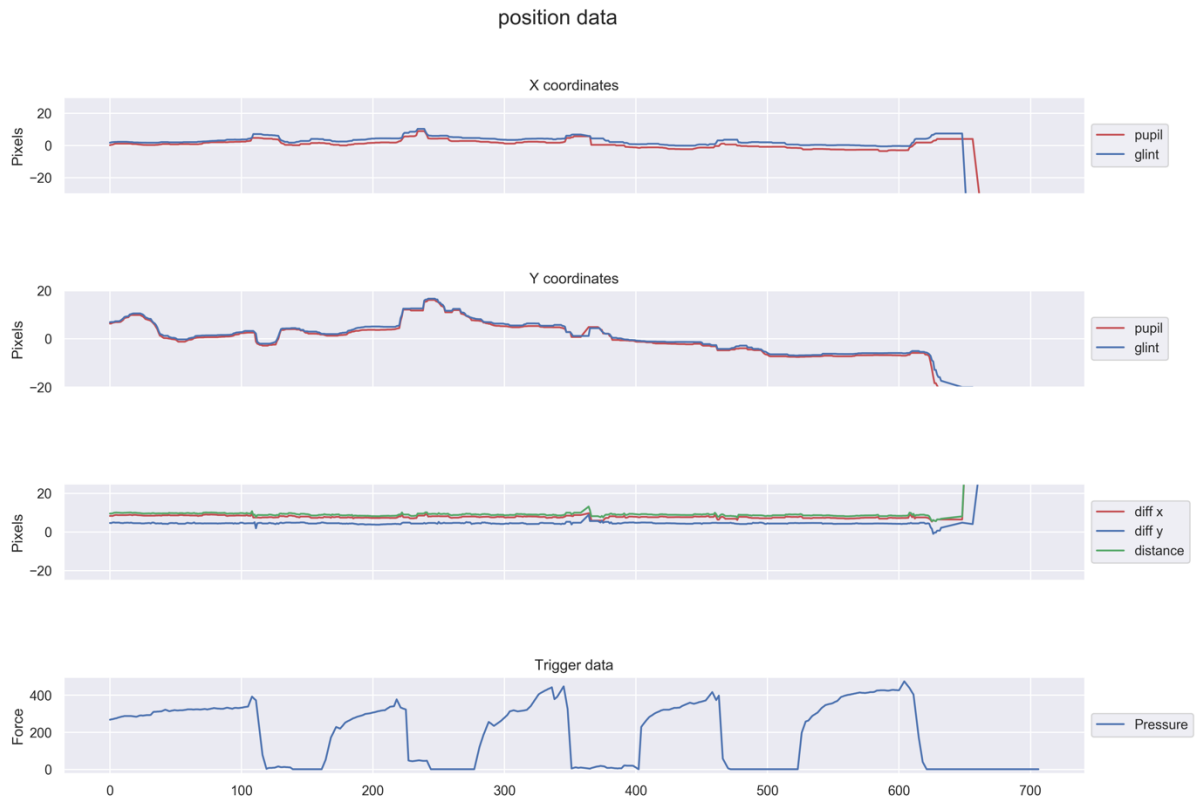 position data
X coordinates
20
0
−20
Pixels
pupil
glint
Y coordinates
20
0
−20
Pixels
pupil
glint
20
0
−20
Pixels
diff x
diff y
distance
Trigger data
400
200
0
Force
Pressure
0 100 200 300 400 500 600 700